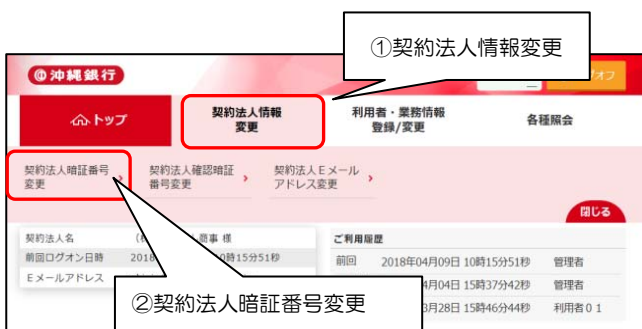 ①契約法人情報変更
沖縄銀行
オフ
トップ
契約法人情報
変更
利用者・業務情報
登録/変更
各種照会
契約法人暗証番号
変更
契約法人確認暗証
番号変更
契約法人Eメール
アドレス変更
閉じる
契約法人名
商事 様
ご利用履歴
前回ログオン日時
2018
時15分51秒
前回 2018年04月09日 10時15分51秒 管理者
Eメールアドレス
4月04日 15時37分42秒 管理者
②契約法人暗証番号変更
3月28日 15時46分44秒 利用者01